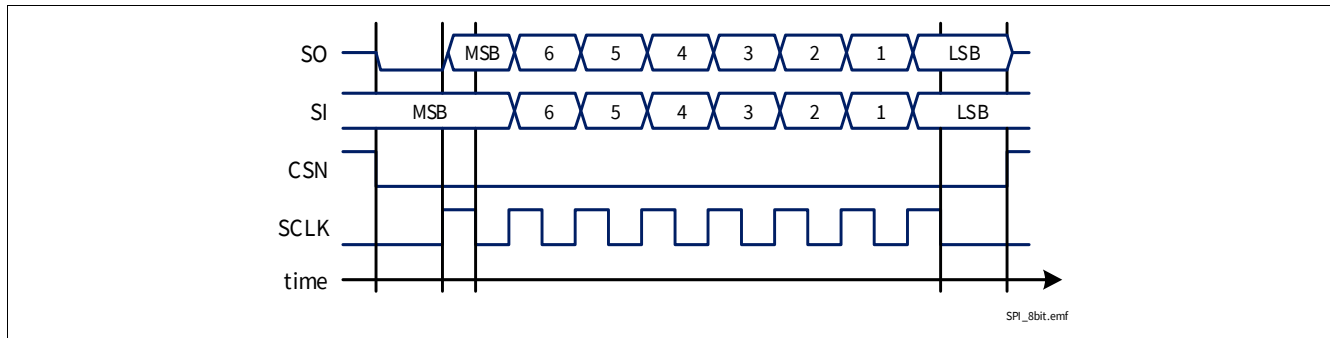 SO MSB 6 5 4 3 2 1 LSB
SI MSB 6 5 4 3 2 1 LSB
CSN
SCLK
time
SPI_8bit.emf